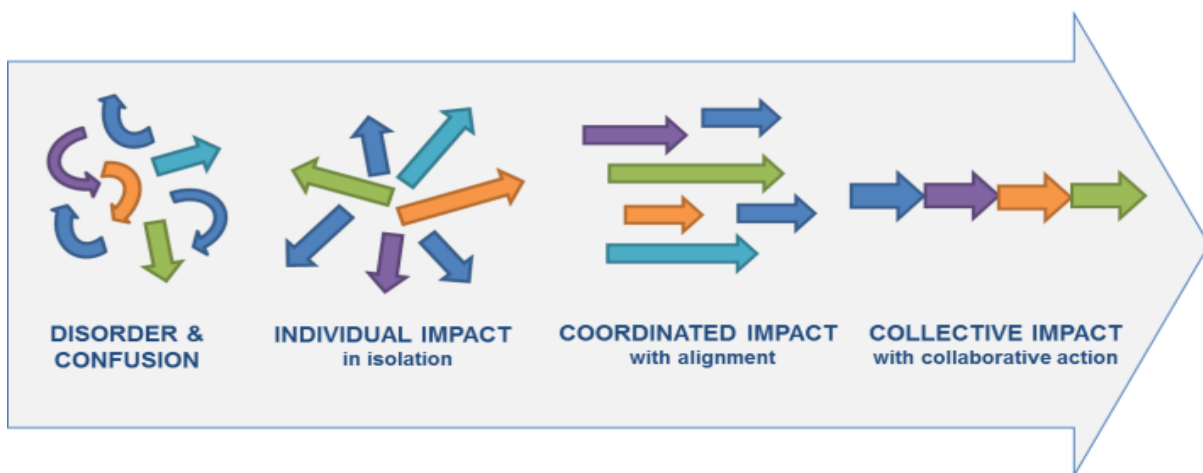 DISORDER &
CONFUSION
INDIVIDUAL IMPACT
in isolation
COORDINATED IMPACT
with alignment
COLLECTIVE IMPACT
with collaborative action